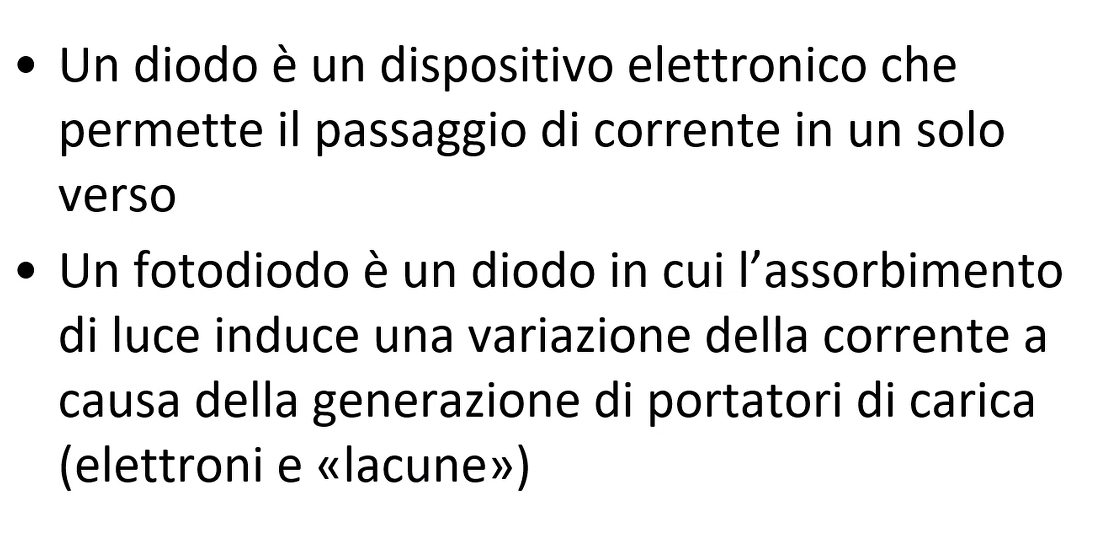 • Un diodo è un dispositivo elettronico che
permette il passaggio di corrente in un solo
verso
• Un fotodiodo è un diodo in cui l’assorbimento
di luce induce una variazione della corrente a
causa della generazione di portatori di carica
(elettroni e «lacune»)